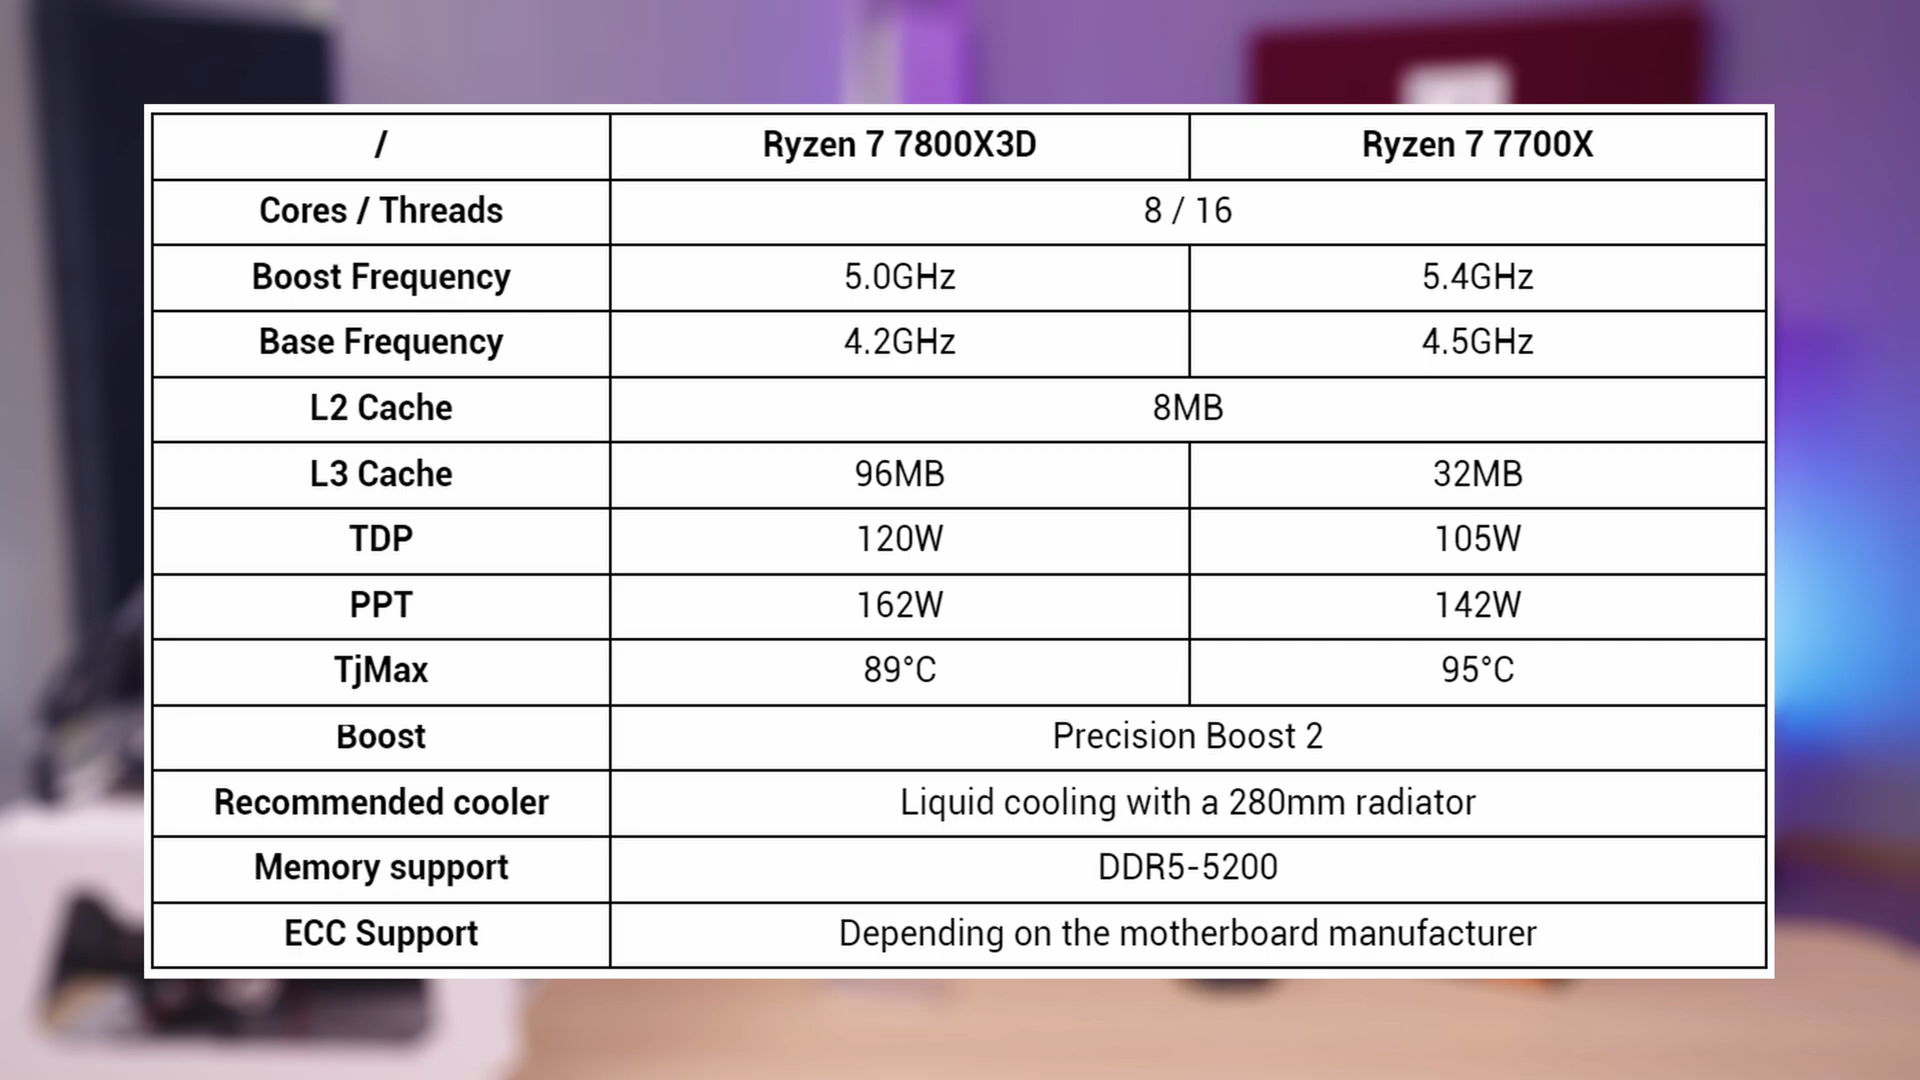 / Ryzen 7 7800X3D Ryzen 7 7700X
Cores / Threads 8 / 16
Boost Frequency 5.0GHz 5.4GHz
Base Frequency 4.2GHz 4.5GHz
L2 Cache 8MB
L3 Cache 96MB 32MB
TDP 120W 105W
PPT 162W 142W
TjMax 89°C 95°C
Boost Precision Boost 2
Recommended cooler Liquid cooling with a 280mm radiator
Memory support DDR5-5200
ECC Support Depending on the motherboard manufacturer